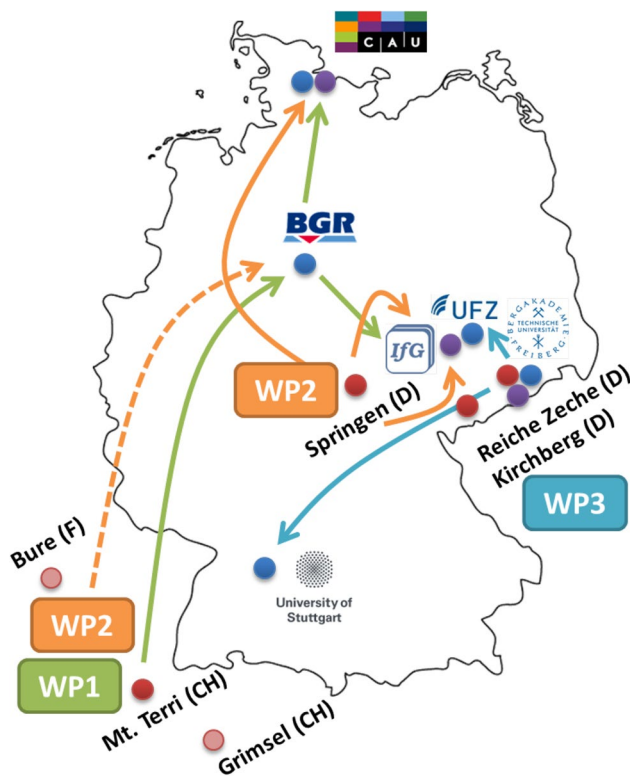 C|A|U
BGR
UFZ
BERGAKADEMIE
TECHNISCHE
UNIVERSITÄT
FREIBERG
IfG
WP2
Springen (D)
Reiche Zeche (D)
Kirchberg (D)
WP3
Bure (F)
University of
Stuttgart
WP2
WP1
Mt. Terri (CH)
Grimsel (CH)